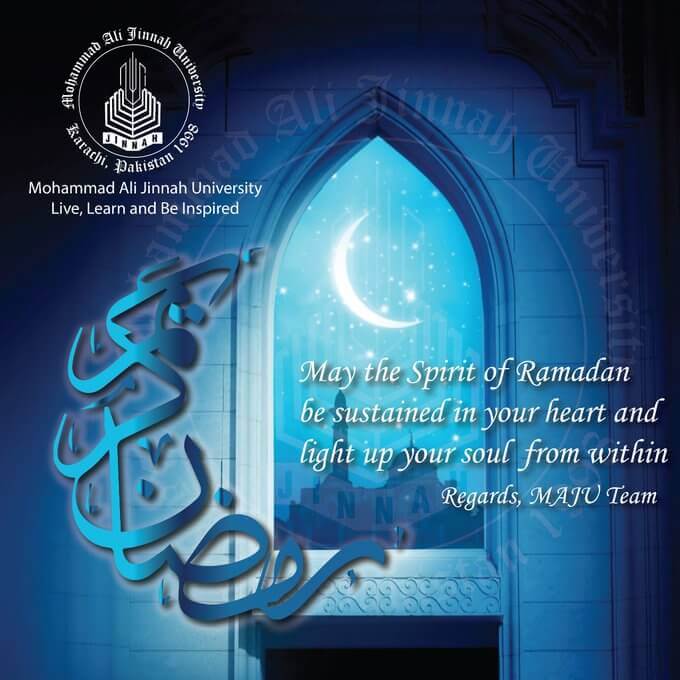 Mohammad Ali Jinnah University
Karachi, Pakistan 1998
JINNAH
Mohammad Ali Jinnah University
Live, Learn and Be Inspired
رمضان كريم
May the Spirit of Ramadan
be sustained in your heart and
light up your soul from within
Regards, MAJU Team